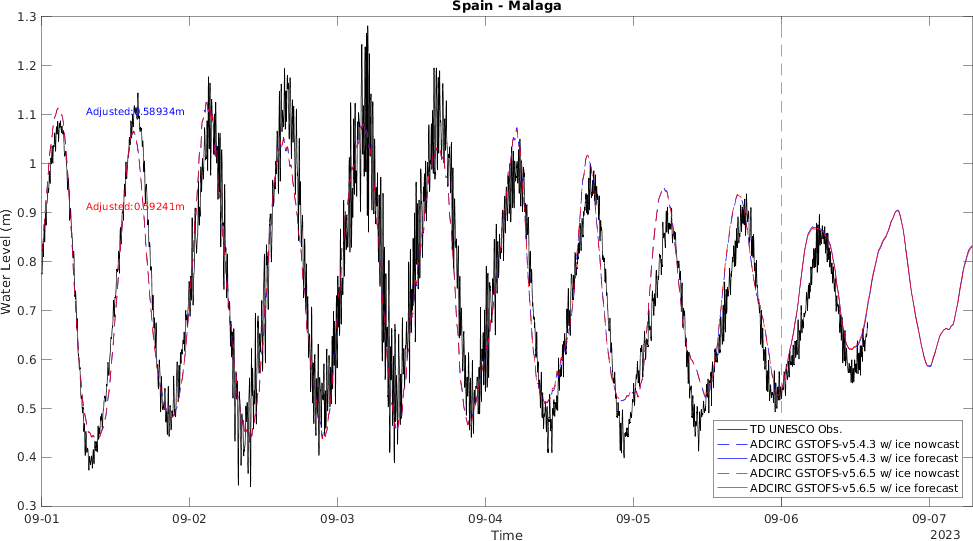 Spain - Malaga
1.3
1.2
1.1
1
0.9
0.8
0.7
0.6
0.5
0.4
0.3
Water Level (m)
Adjusted:0.58934m
Adjusted:0.59241m
TD UNESCO Obs.
ADCIRC GSTOFS-v5.4.3 w/ ice nowcast
ADCIRC GSTOFS-v5.4.3 w/ ice forecast
ADCIRC GSTOFS-v5.6.5 w/ ice nowcast
ADCIRC GSTOFS-v5.6.5 w/ ice forecast
09-01 09-02 09-03 09-04 09-05 09-06 09-07
Time
2023